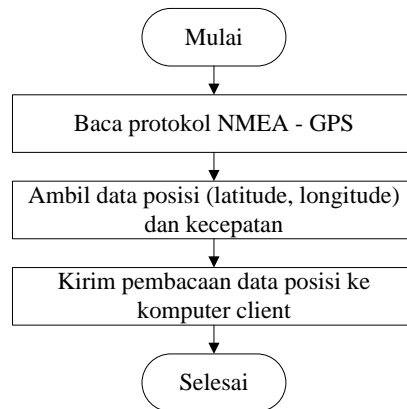 Mulai
Baca protokol NMEA - GPS
Ambil data posisi (latitude, longitude)
dan kecepatan
Kirim pembacaan data posisi ke
komputer client
Selesai